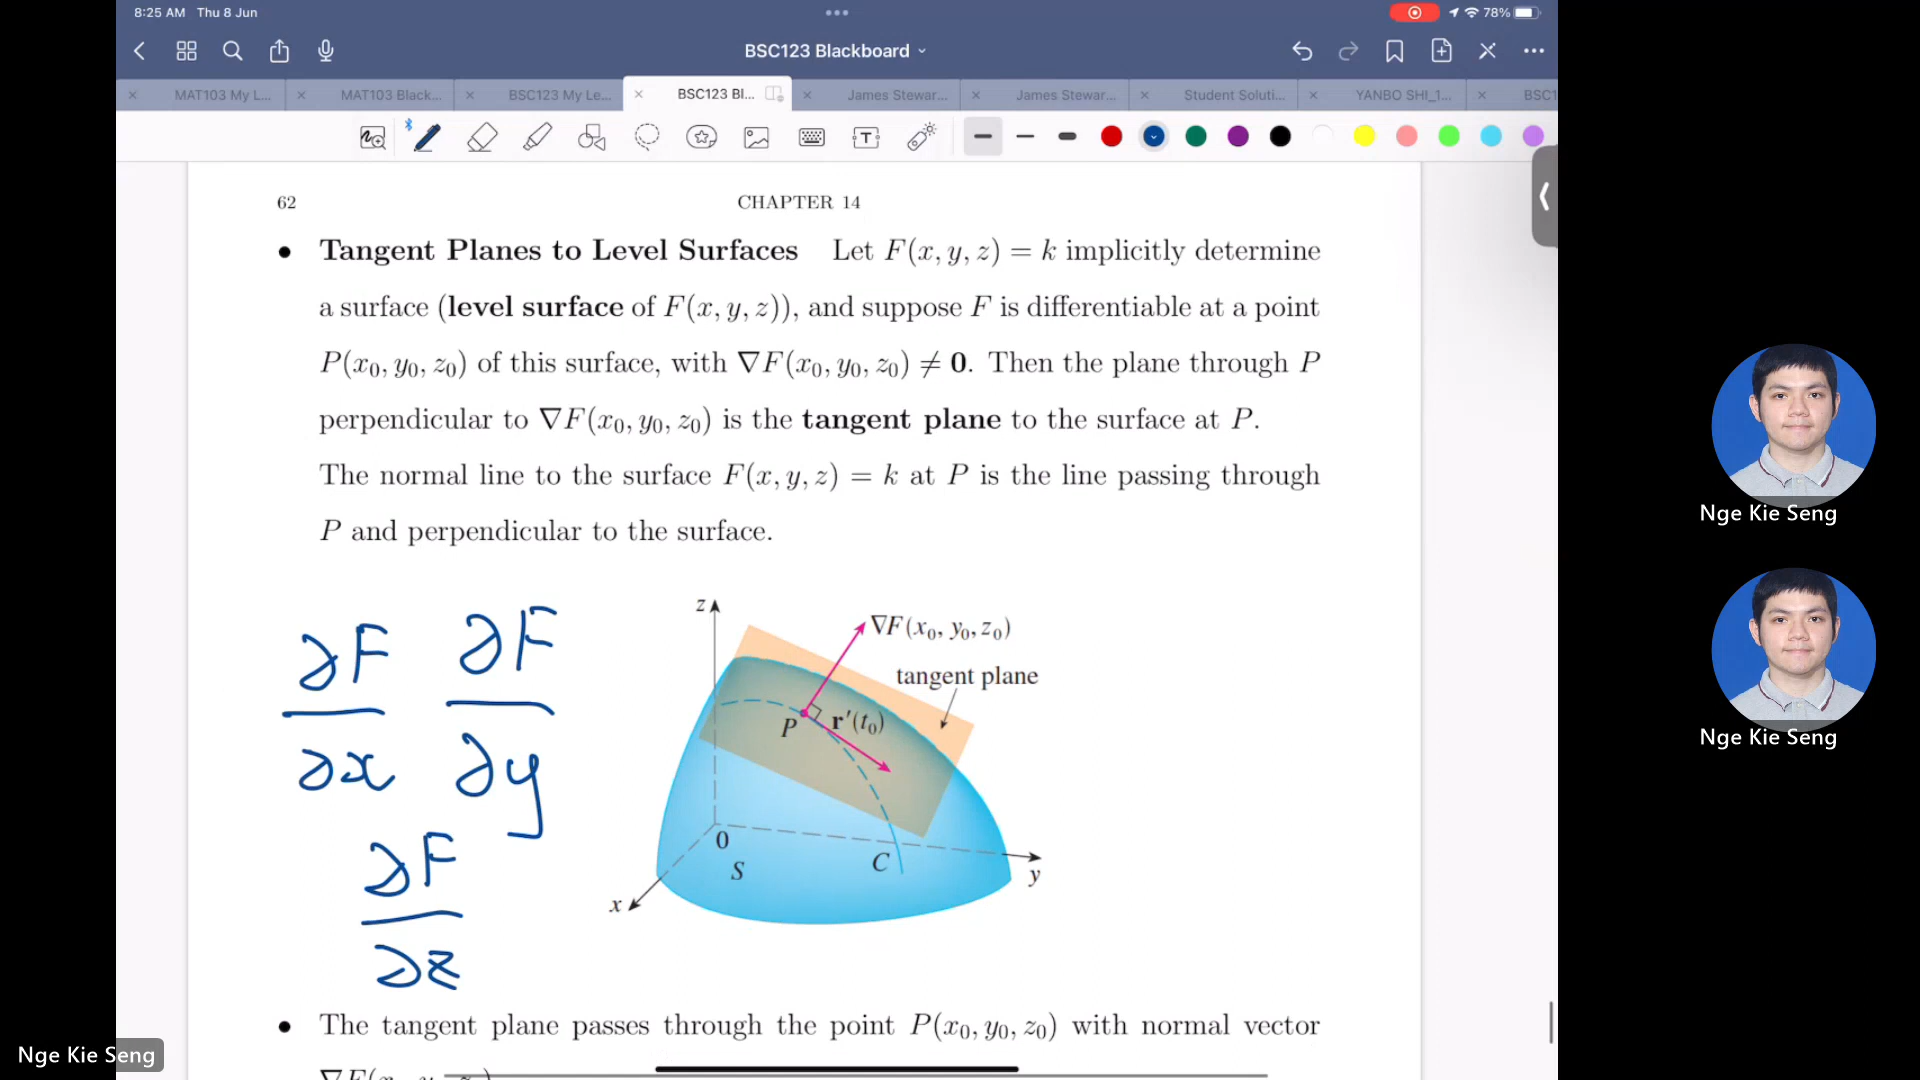 8:25 AM Thu 8 Jun
78%
BSC123 Blackboard
MAT103 My L...
MAT103 Black...
BSC123 My Le...
BSC123 Bl...
James Stewar...
James Stewar...
Student Soluti...
YANBO SHI_1...
BSC1
62 CHAPTER 14
• Tangent Planes to Level Surfaces Let F(x, y, z) = k implicitly determine
a surface (level surface of F(x, y, z)), and suppose F is differentiable at a point
P(x₀, y₀, z₀) of this surface, with ∇F(x₀, y₀, z₀) ≠ 0. Then the plane through P
perpendicular to ∇F(x₀, y₀, z₀) is the tangent plane to the surface at P.
The normal line to the surface F(x, y, z) = k at P is the line passing through
P and perpendicular to the surface.
∂F ∂F
∂x ∂y
∂F
∂z
z
∇F(x₀, y₀, z₀)
tangent plane
P r′(t₀)
0
S C
x y
• The tangent plane passes through the point P(x₀, y₀, z₀) with normal vector
Nge Kie Seng
Nge Kie Seng
Nge Kie Seng